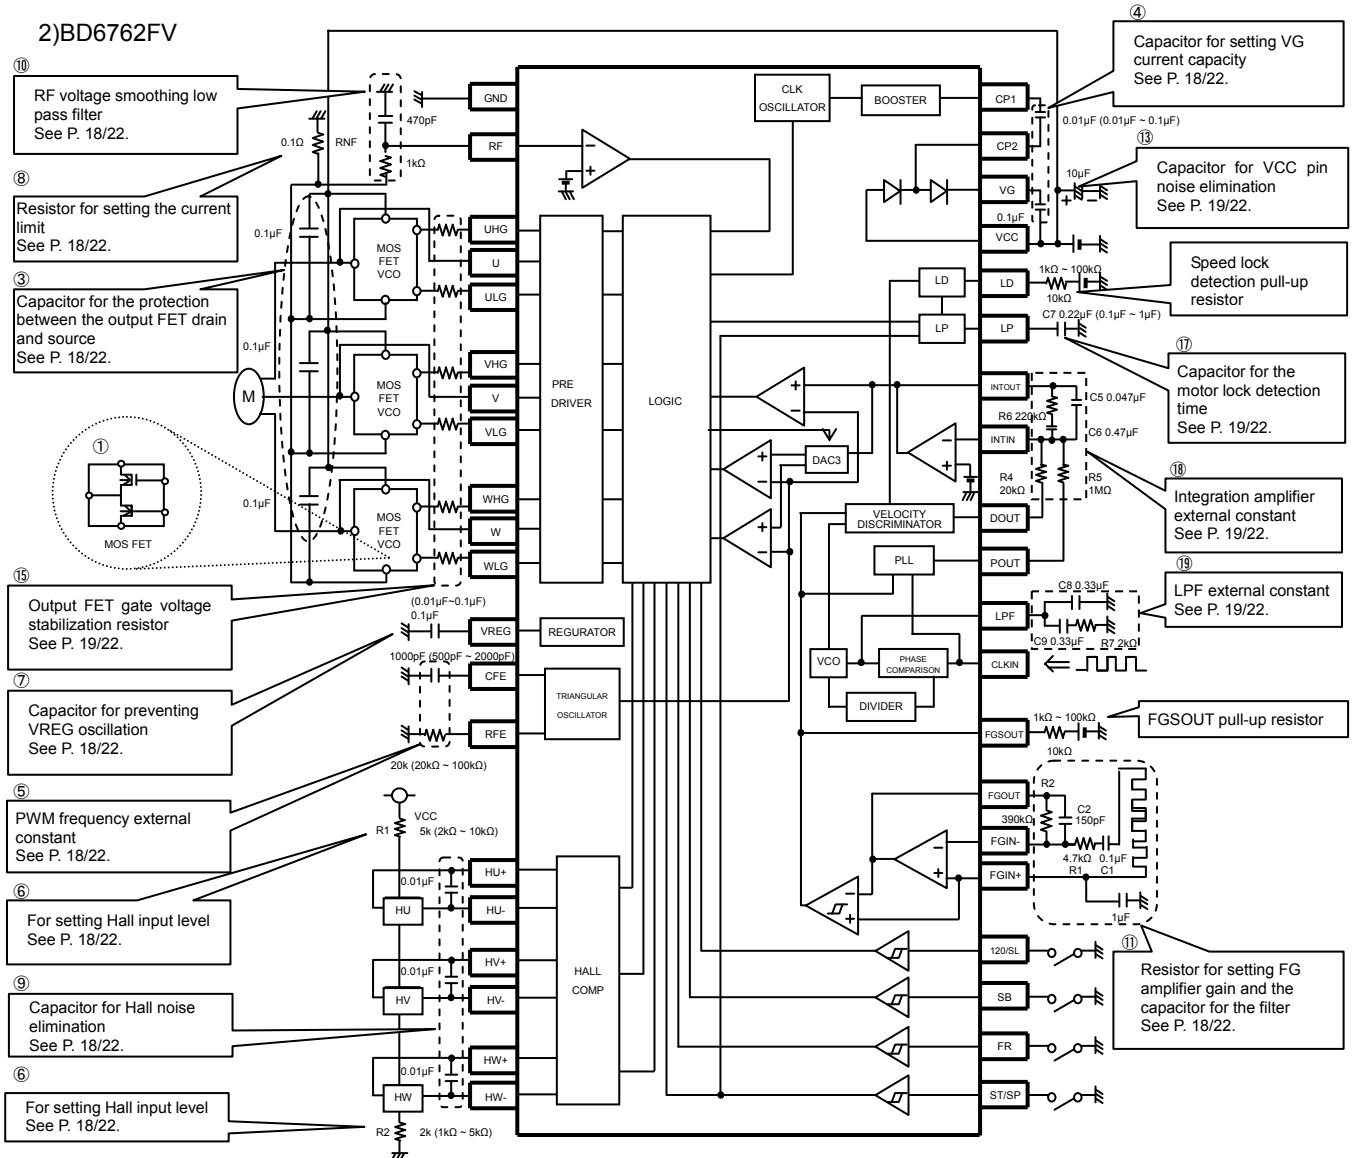 2)BD6762FV
⑩
RF voltage smoothing low
pass filter
See P. 18/22.
⑧
Resistor for setting the current
limit
See P. 18/22.
③
Capacitor for the protection
between the output FET drain
and source
See P. 18/22.
①
MOS FET
⑮
Output FET gate voltage
stabilization resistor
See P. 19/22.
⑦
Capacitor for preventing
VREG oscillation
See P. 18/22.
⑤
PWM frequency external
constant
See P. 18/22.
⑥
For setting Hall input level
See P. 18/22.
⑨
Capacitor for Hall noise
elimination
See P. 18/22.
⑥
For setting Hall input level
See P. 18/22.
470pF
0.1Ω
RNF
1kΩ
0.1µF
0.1µF
0.1µF
M
MOS
FET
VCO
MOS
FET
VCO
MOS
FET
VCO
(0.01µF~0.1µF)
0.1µF
1000pF (500pF ~ 2000pF)
20k (20kΩ ~ 100kΩ)
VCC
R1
5k (2kΩ ~ 10kΩ)
0.01µF
HU
0.01µF
HV
0.01µF
HW
R2
2k (1kΩ ~ 5kΩ)
GND
RF
UHG
U
ULG
VHG
V
VLG
WHG
W
WLG
VREG
CFE
RFE
HU+
HU-
HV+
HV-
HW+
HW-
PRE
DRIVER
LOGIC
REGURATOR
TRIANGULAR
OSCILLATOR
HALL
COMP
CLK
OSCILLATOR
BOOSTER
LD
LP
DAC3
VELOCITY
DISCRIMINATOR
PLL
VCO
PHASE
COMPARISON
DIVIDER
CP1
CP2
VG
VCC
LD
LP
INTOUT
INTIN
DOUT
POUT
LPF
CLKIN
FGSOUT
FGOUT
FGIN-
FGIN+
120/SL
SB
FR
ST/SP
0.01µF (0.01µF ~ 0.1µF)
10µF
+
-
0.1µF
1kΩ ~ 100kΩ
10kΩ
C7 0.22µF (0.1µF ~ 1µF)
C5 0.047µF
R6 220kΩ
C6 0.47µF
R4
20kΩ
R5
1MΩ
C8 0.33µF
C9 0.33µF
R7 2kΩ
1kΩ ~ 100kΩ
10kΩ
R2
390kΩ
C2
150pF
4.7kΩ
R1
0.1µF
C1
1µF
④
Capacitor for setting VG
current capacity
See P. 18/22.
⑬
Capacitor for VCC pin
noise elimination
See P. 19/22.
Speed lock
detection pull-up
resistor
⑰
Capacitor for the
motor lock detection
time
See P. 19/22.
⑱
Integration amplifier
external constant
See P. 19/22.
⑲
LPF external constant
See P. 19/22.
FGSOUT pull-up resistor
⑪
Resistor for setting FG
amplifier gain and the
capacitor for the filter
See P. 18/22.